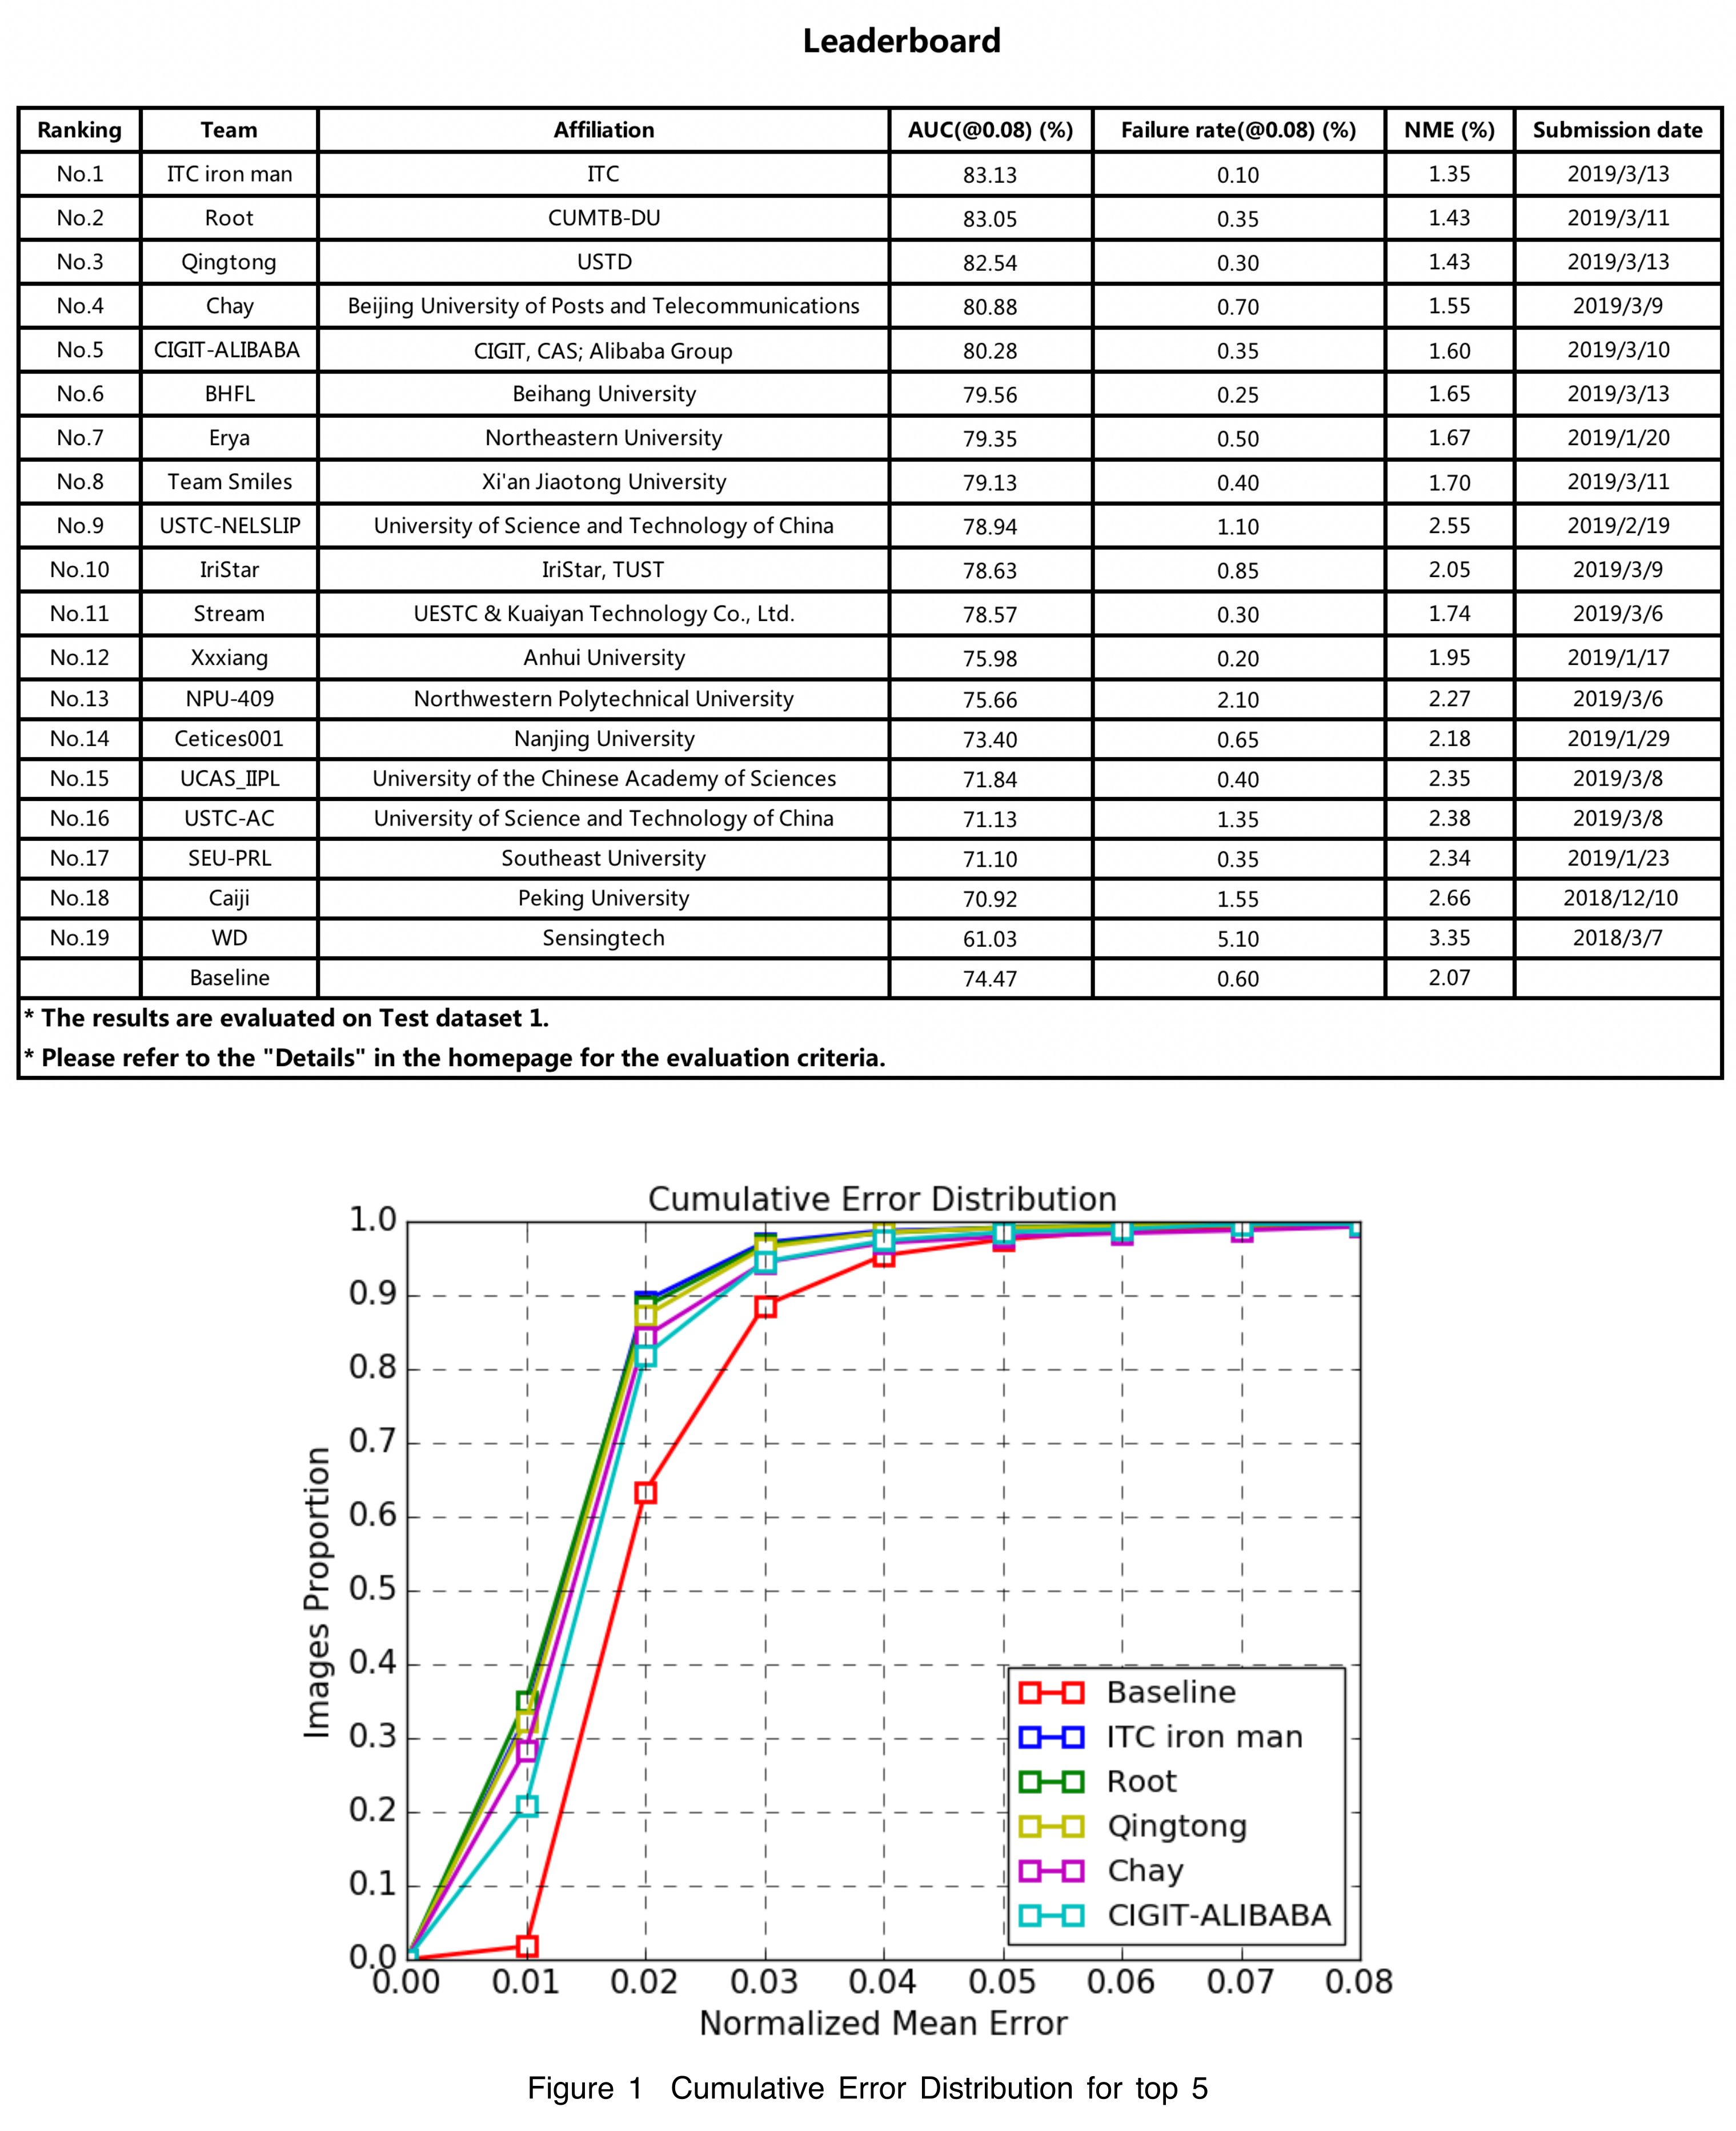 Leaderboard
Ranking Team Affiliation AUC(@0.08) (%) Failure rate(@0.08) (%) NME (%) Submission date
No.1 ITC iron man ITC 83.13 0.10 1.35 2019/3/13
No.2 Root CUMTB-DU 83.05 0.35 1.43 2019/3/11
No.3 Qingtong USTD 82.54 0.30 1.43 2019/3/13
No.4 Chay Beijing University of Posts and Telecommunications 80.88 0.70 1.55 2019/3/9
No.5 CIGIT-ALIBABA CIGIT, CAS; Alibaba Group 80.28 0.35 1.60 2019/3/10
No.6 BHFL Beihang University 79.56 0.25 1.65 2019/3/13
No.7 Erya Northeastern University 79.35 0.50 1.67 2019/1/20
No.8 Team Smiles Xi'an Jiaotong University 79.13 0.40 1.70 2019/3/11
No.9 USTC-NELSLIP University of Science and Technology of China 78.94 1.10 2.55 2019/2/19
No.10 IriStar IriStar, TUST 78.63 0.85 2.05 2019/3/9
No.11 Stream UESTC & Kuaiyan Technology Co., Ltd. 78.57 0.30 1.74 2019/3/6
No.12 Xxxiang Anhui University 75.98 0.20 1.95 2019/1/17
No.13 NPU-409 Northwestern Polytechnical University 75.66 2.10 2.27 2019/3/6
No.14 Cetices001 Nanjing University 73.40 0.65 2.18 2019/1/29
No.15 UCAS_IIPL University of the Chinese Academy of Sciences 71.84 0.40 2.35 2019/3/8
No.16 USTC-AC University of Science and Technology of China 71.13 1.35 2.38 2019/3/8
No.17 SEU-PRL Southeast University 71.10 0.35 2.34 2019/1/23
No.18 Caiji Peking University 70.92 1.55 2.66 2018/12/10
No.19 WD Sensingtech 61.03 5.10 3.35 2018/3/7
Baseline 74.47 0.60 2.07
* The results are evaluated on Test dataset 1.
* Please refer to the "Details" in the homepage for the evaluation criteria.
Cumulative Error Distribution
1.0
0.9
0.8
0.7
0.6
0.5
0.4
0.3
0.2
0.1
0.0
Images Proportion
Baseline
ITC iron man
Root
Qingtong
Chay
CIGIT-ALIBABA
0.00 0.01 0.02 0.03 0.04 0.05 0.06 0.07 0.08
Normalized Mean Error
Figure 1 Cumulative Error Distribution for top 5